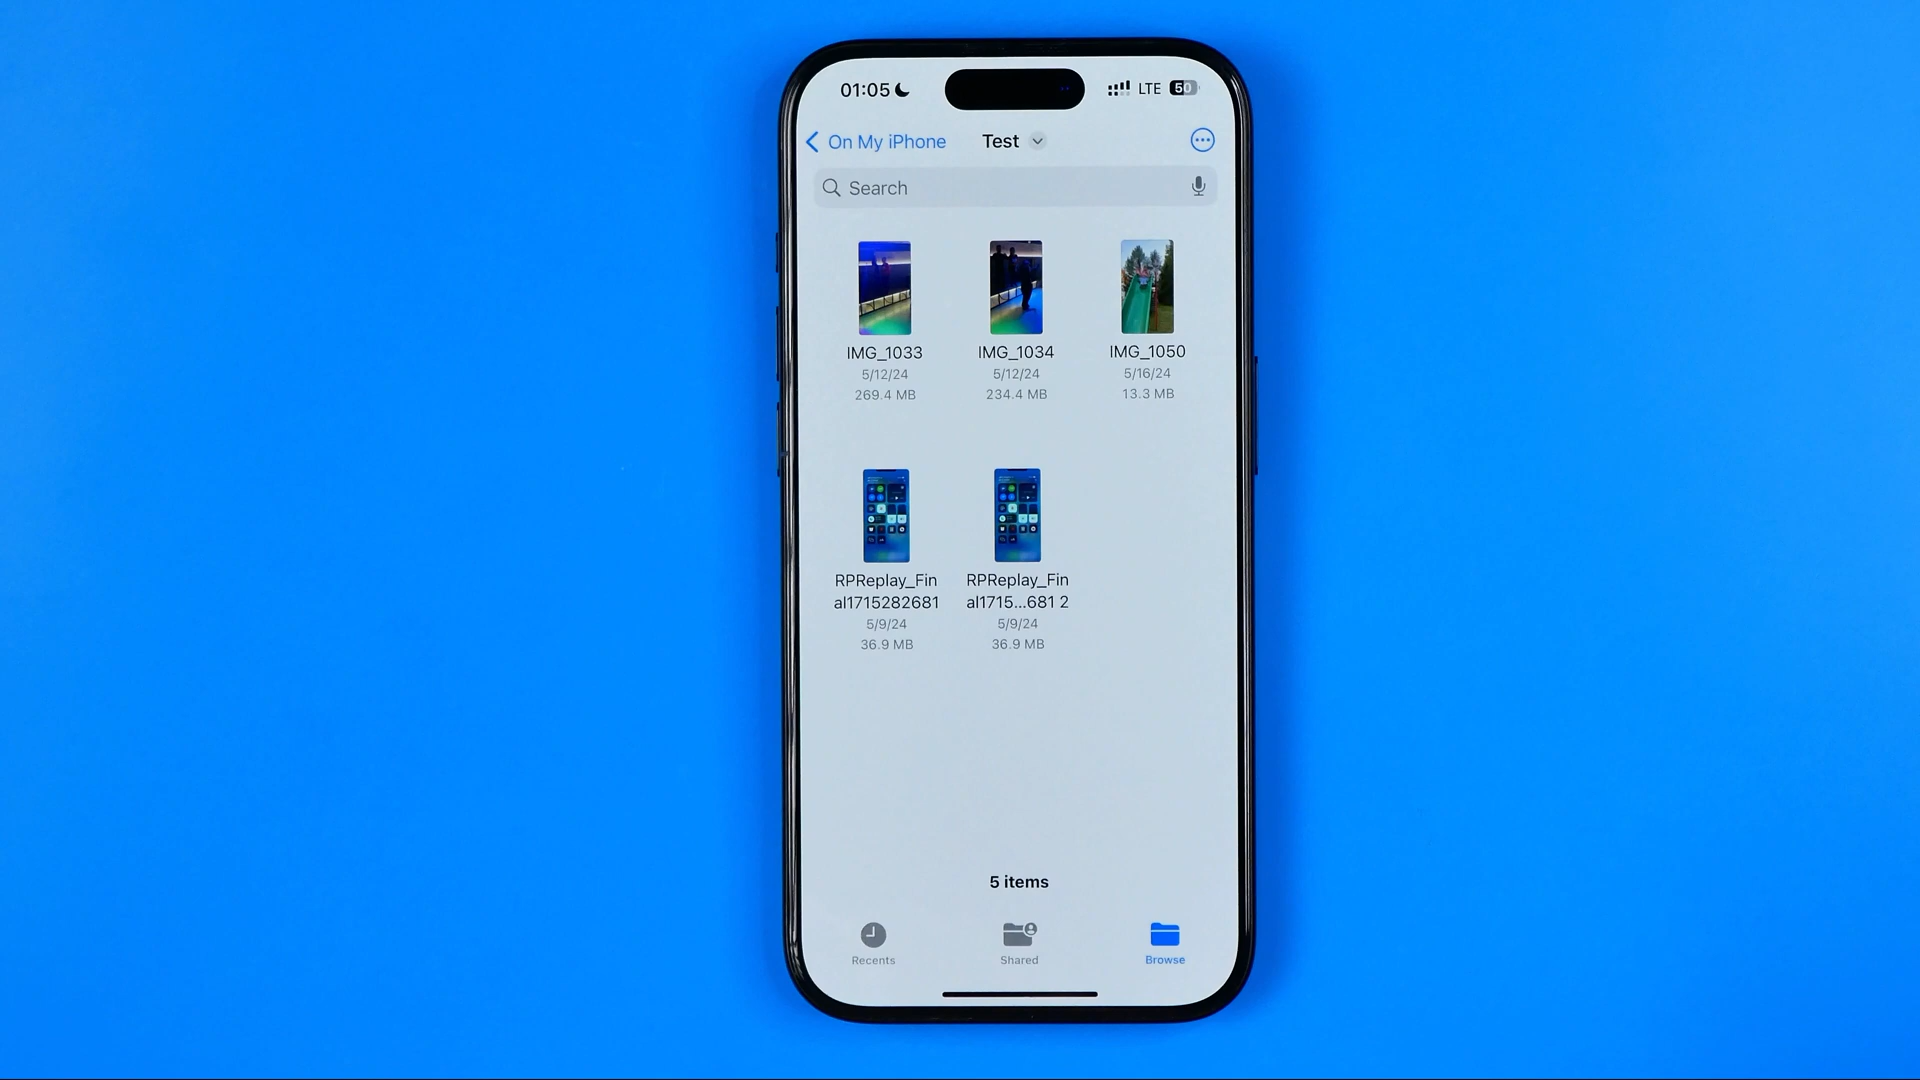 01:05 LTE 50
On My iPhone Test
Search
IMG_1033 IMG_1034 IMG_1050
5/12/24 5/12/24 5/16/24
269.4 MB 234.4 MB 13.3 MB
RPReplay_Fin RPReplay_Fin
al1715282681 al1715...681 2
5/9/24 5/9/24
36.9 MB 36.9 MB
5 items
Recents Shared Browse